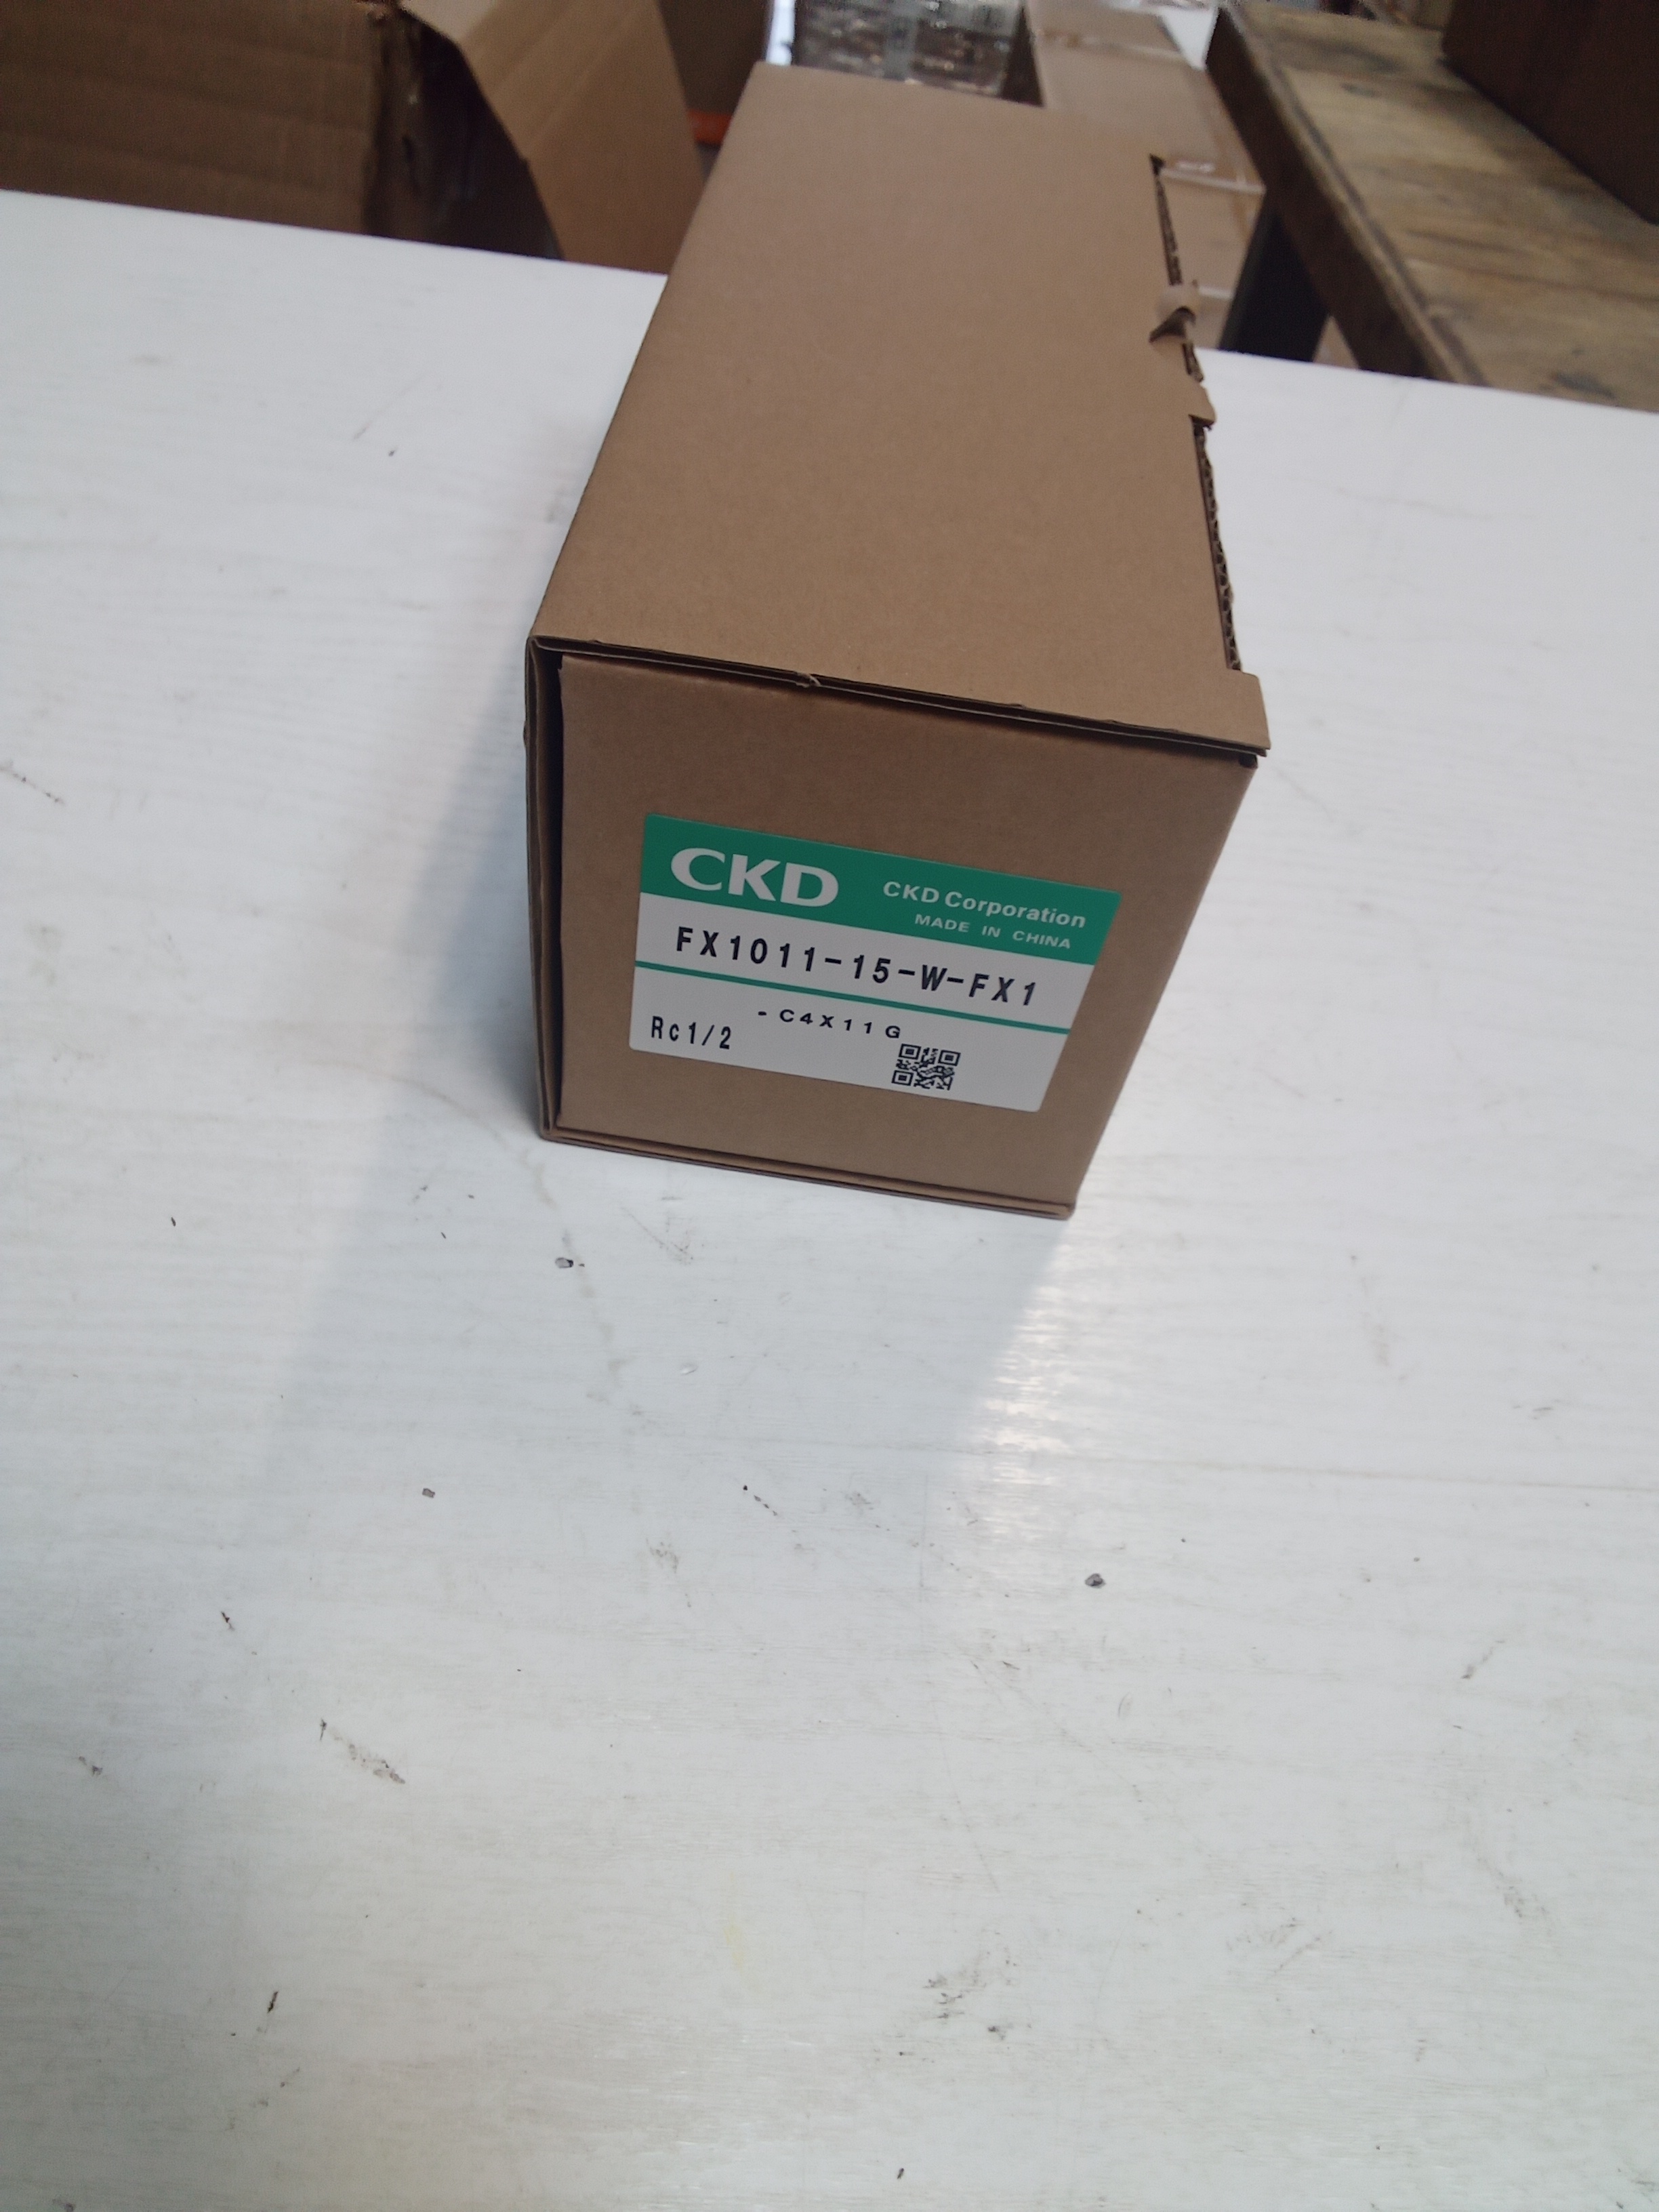 CKD CKD Corporation
MADE IN CHINA
FX1011-15-W-FX1
-C4X11G
Rc1/2